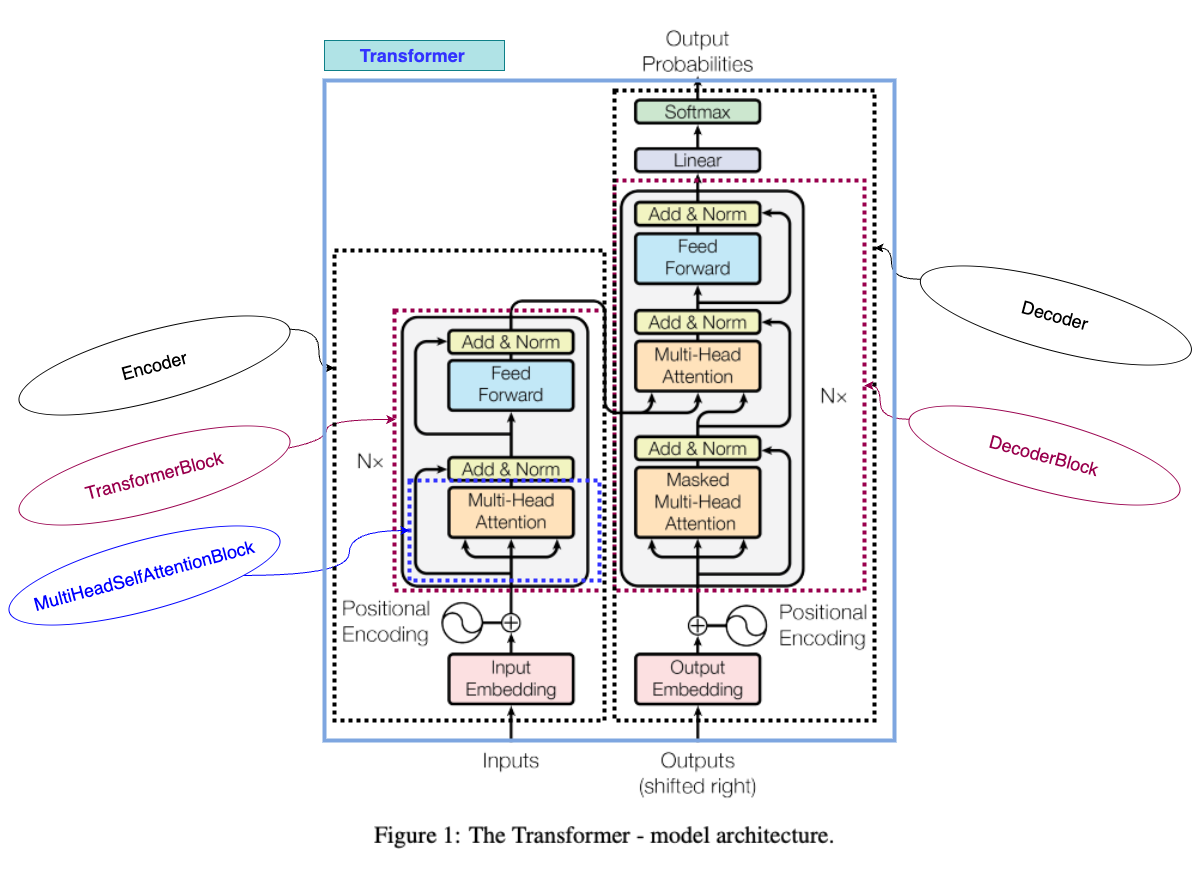 Transformer
Output
Probabilities
Softmax
Linear
Add & Norm
Feed
Forward
Add & Norm
Multi-Head
Attention
Add & Norm
Masked
Multi-Head
Attention
Nx
Positional
Encoding
Output
Embedding
Outputs
(shifted right)
Add & Norm
Feed
Forward
Add & Norm
Multi-Head
Attention
Nx
Positional
Encoding
Input
Embedding
Inputs
Encoder
TransformerBlock
MultiHeadSelfAttentionBlock
Decoder
DecoderBlock
Figure 1: The Transformer - model architecture.